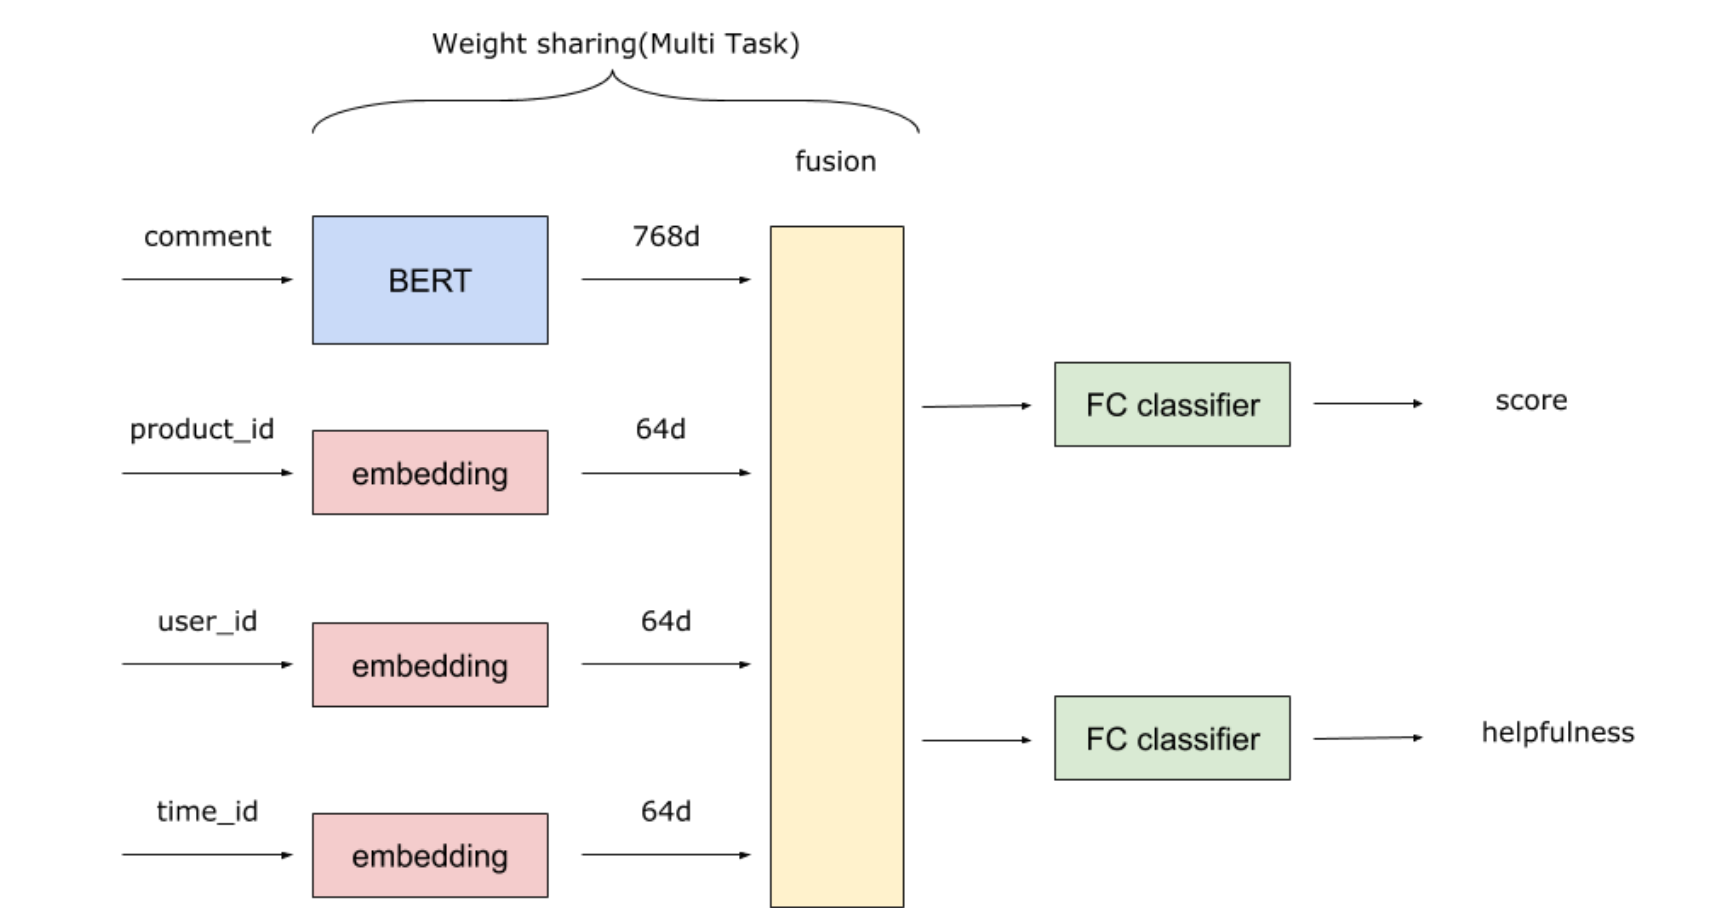 Weight sharing(Multi Task)
fusion
comment
BERT
768d
product_id
embedding
64d
FC classifier
score
user_id
embedding
64d
FC classifier
helpfulness
time_id
embedding
64d